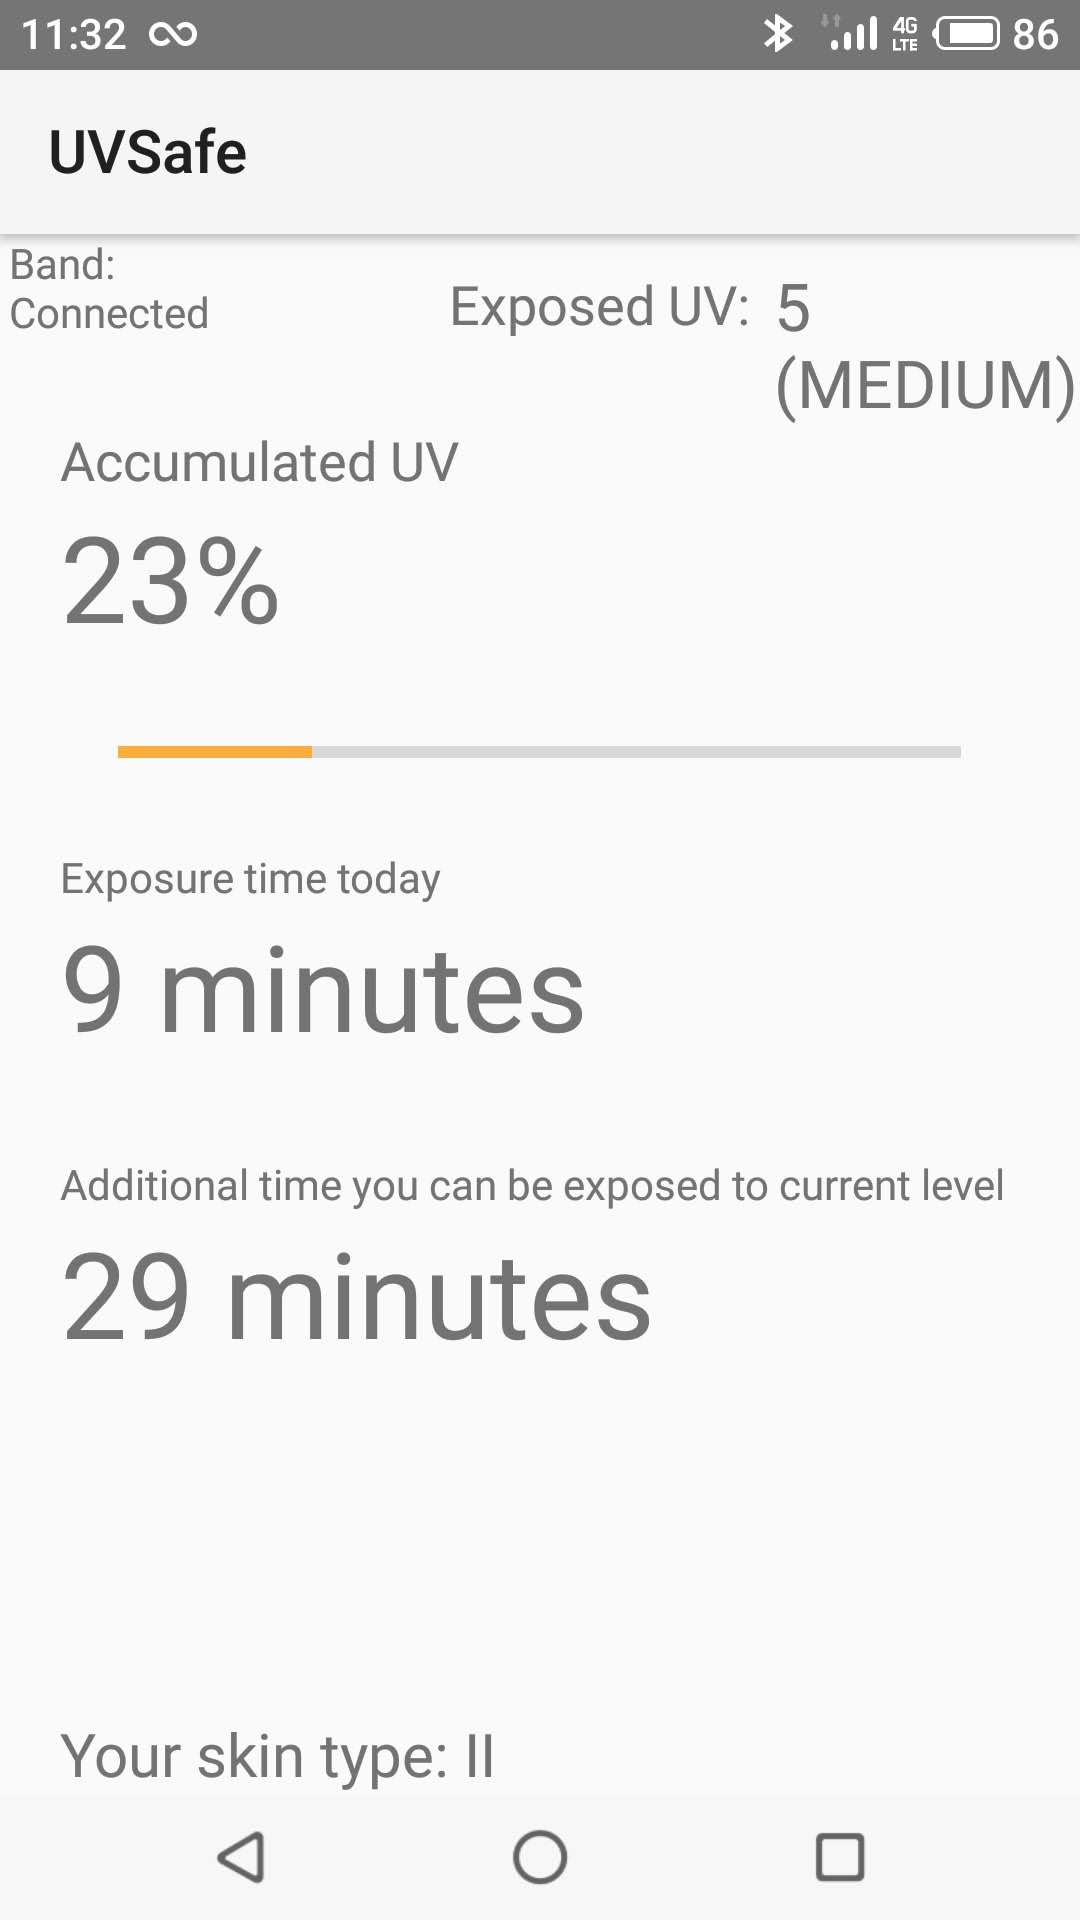 11:32
4G
LTE
86
UVSafe
Band:
Connected
Exposed UV: 5
(MEDIUM)
Accumulated UV
23%
Exposure time today
9 minutes
Additional time you can be exposed to current level
29 minutes
Your skin type: II